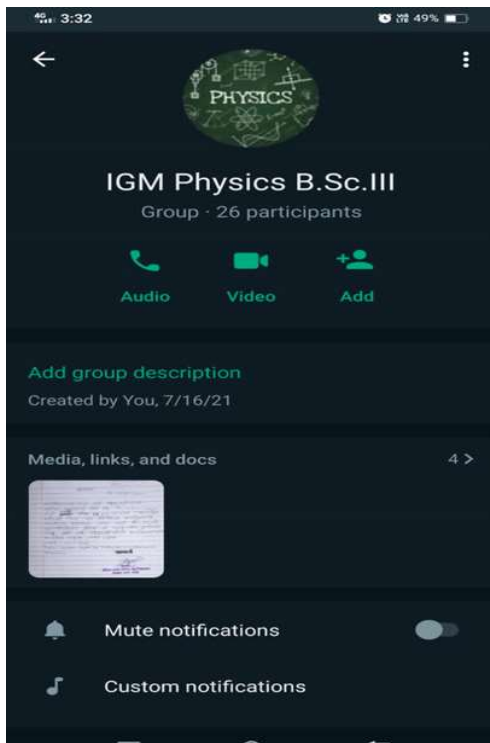 4G 3:32 49%
PHYSICS
IGM Physics B.Sc.III
Group · 26 participants
Audio Video Add
Add group description
Created by You, 7/16/21
Media, links, and docs 4 >
Mute notifications
Custom notifications